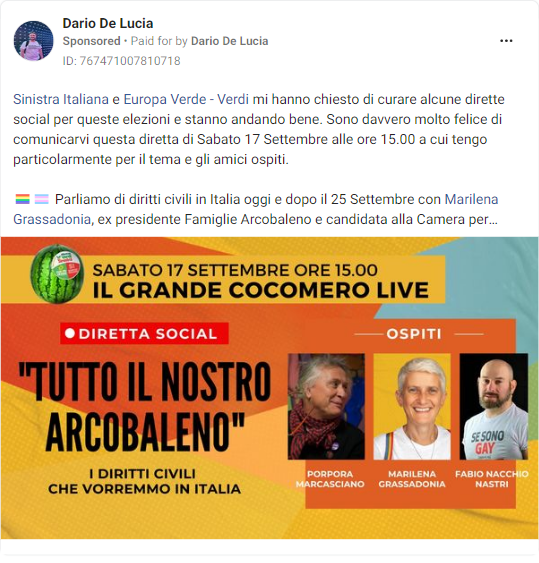 Dario De Lucia
Sponsored • Paid for by Dario De Lucia
ID: 767471007810718
Sinistra Italiana e Europa Verde - Verdi mi hanno chiesto di curare alcune dirette
social per queste elezioni e stanno andando bene. Sono davvero molto felice di
comunicarvi questa diretta di Sabato 17 Settembre alle ore 15.00 a cui tengo
particolarmente per il tema e gli amici ospiti.
Parliamo di diritti civili in Italia oggi e dopo il 25 Settembre con Marilena
Grassadonia, ex presidente Famiglie Arcobaleno e candidata alla Camera per...
SABATO 17 SETTEMBRE ORE 15.00
IL GRANDE COCOMERO LIVE
DIRETTA SOCIAL
"TUTTO IL NOSTRO
ARCOBALENO"
I DIRITTI CIVILI
CHE VORREMMO IN ITALIA
OSPITI
SE SONO
GAY
PORPORA
MARCASCIANO
MARILENA
GRASSADONIA
FABIO NACCHIO
NASTRI